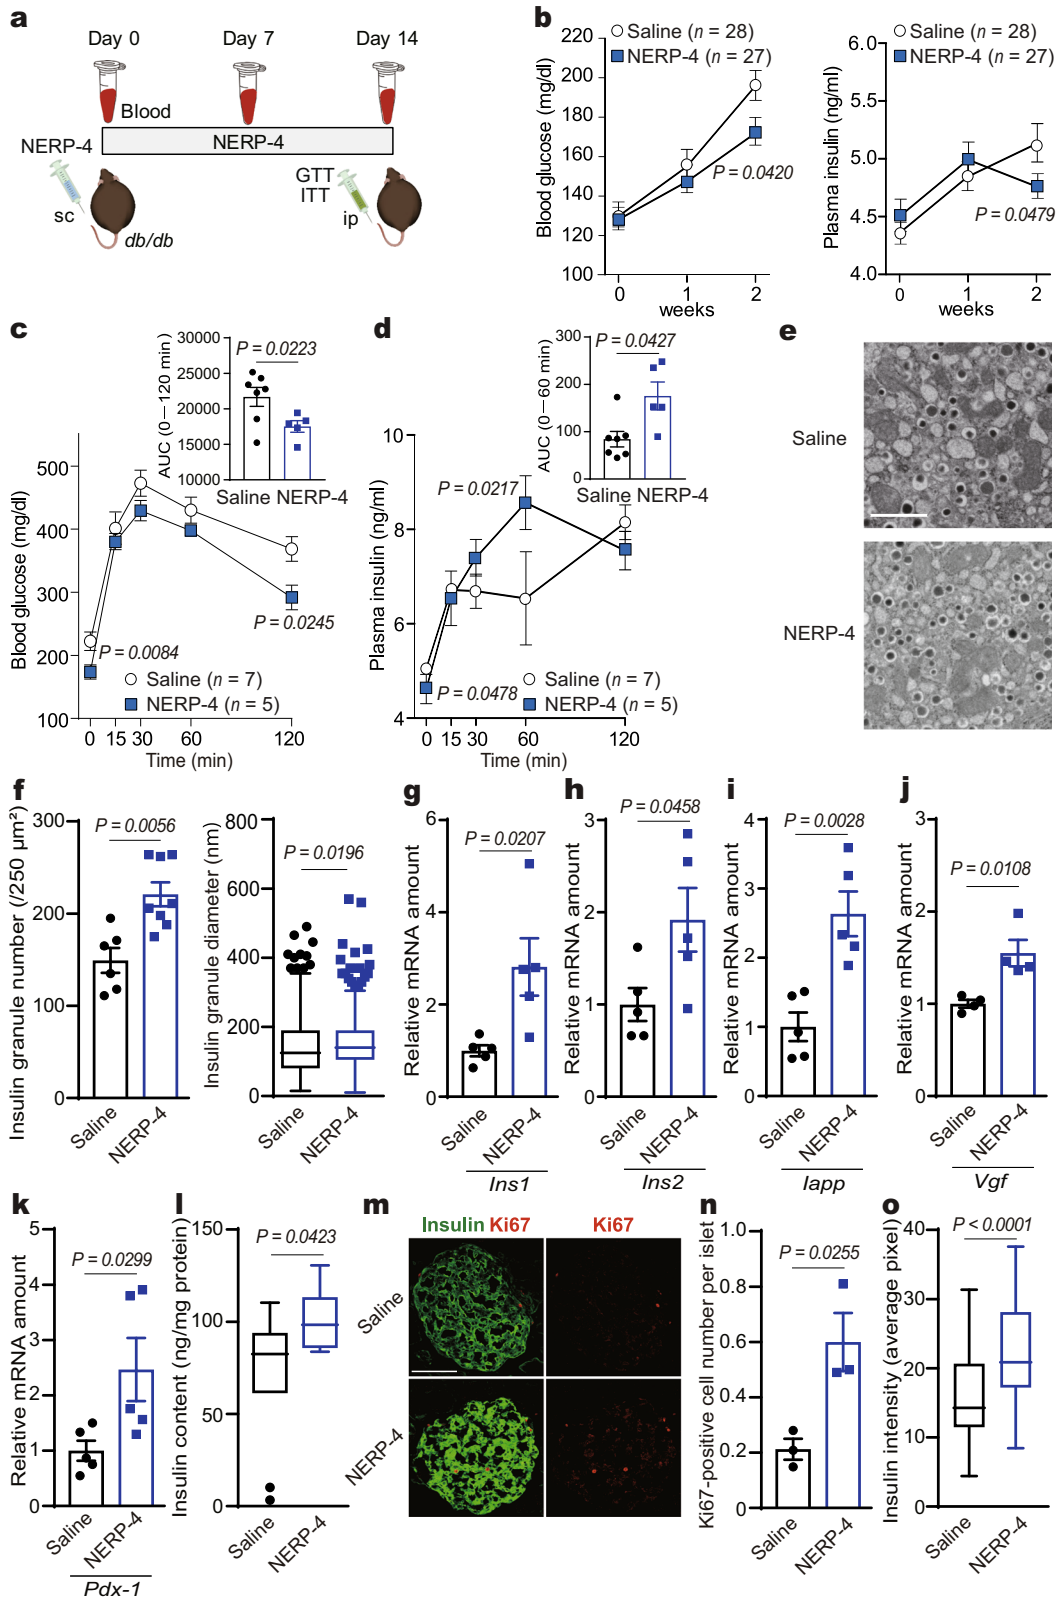 a
Day 0
Day 7
Day 14
Blood
NERP-4
NERP-4
sc
db/db
GTT
ITT
ip
b
Saline (n = 28)
NERP-4 (n = 27)
Blood glucose (mg/dl)
220
200
180
160
140
120
100
P = 0.0420
0
1
2
weeks
Saline (n = 28)
NERP-4 (n = 27)
Plasma insulin (ng/ml)
6.0
5.0
4.5
4.0
P = 0.0479
0
1
2
weeks
c
AUC (0—120 min)
30000
25000
20000
15000
10000
P = 0.0223
Saline NERP-4
Blood glucose (mg/dl)
500
400
300
200
100
P = 0.0084
P = 0.0245
Saline (n = 7)
NERP-4 (n = 5)
0 15 30 60 120
Time (min)
d
AUC (0—60 min)
300
200
100
0
P = 0.0427
Saline NERP-4
Plasma insulin (ng/ml)
10
8
6
4
P = 0.0217
P = 0.0478
Saline (n = 7)
NERP-4 (n = 5)
0 15 30 60 120
Time (min)
e
Saline
NERP-4
f
Insulin granule number (/250 µm²)
300
200
100
0
P = 0.0056
Saline
NERP-4
Insulin granule diameter (nm)
800
600
400
200
0
P = 0.0196
Saline
NERP-4
g
Relative mRNA amount
6
4
2
0
P = 0.0207
Saline
NERP-4
Ins1
h
Relative mRNA amount
3
2
1
0
P = 0.0458
Saline
NERP-4
Ins2
i
Relative mRNA amount
4
3
2
1
0
P = 0.0028
Saline
NERP-4
Iapp
j
Relative mRNA amount
3
2
1
0
P = 0.0108
Saline
NERP-4
Vgf
k
Relative mRNA amount
5
4
3
2
1
0
P = 0.0299
Saline
NERP-4
Pdx-1
l
Insulin content (ng/mg protein)
150
100
50
0
P = 0.0423
Saline
NERP-4
m
Insulin Ki67
Ki67
Saline
NERP-4
n
Ki67-positive cell number per islet
1.0
0.8
0.6
0.4
0.2
0
P = 0.0255
Saline
NERP-4
o
Insulin intensity (average pixel)
40
30
20
10
0
P < 0.0001
Saline
NERP-4